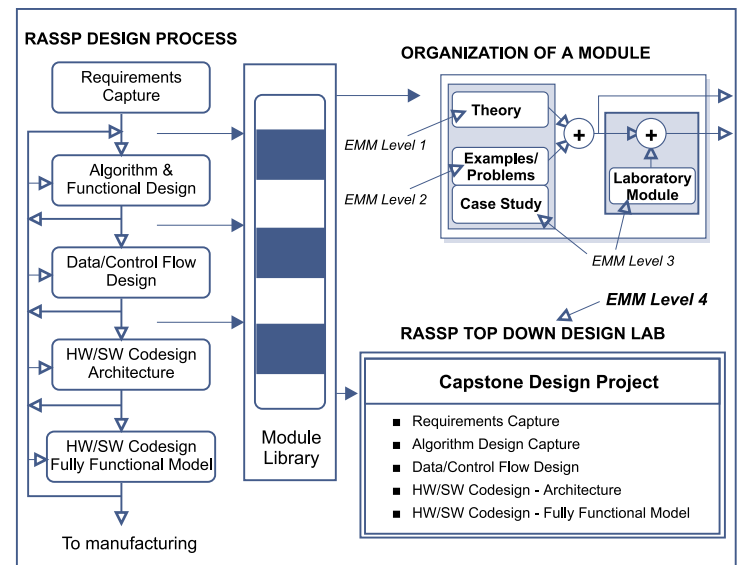 RASSP DESIGN PROCESS
Requirements
Capture
Algorithm &
Functional Design
Data/Control Flow
Design
HW/SW Codesign
Architecture
HW/SW Codesign
Fully Functional Model
To manufacturing
Module
Library
ORGANIZATION OF A MODULE
Theory
Examples/
Problems
Case Study
+
+
Laboratory
Module
EMM Level 1
EMM Level 2
EMM Level 3
EMM Level 4
RASSP TOP DOWN DESIGN LAB
Capstone Design Project
■ Requirements Capture
■ Algorithm Design Capture
■ Data/Control Flow Design
■ HW/SW Codesign - Architecture
■ HW/SW Codesign - Fully Functional Model